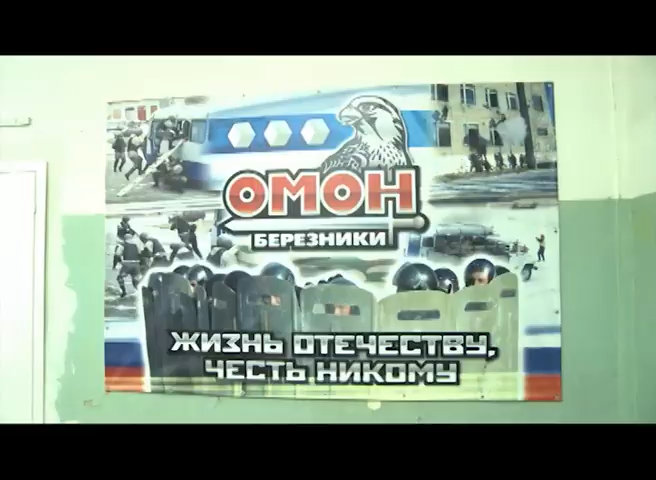 ОМОН
БЕРЕЗНИКИ
ЖИЗНЬ ОТЕЧЕСТВУ,
ЧЕСТЬ НИКОМУ